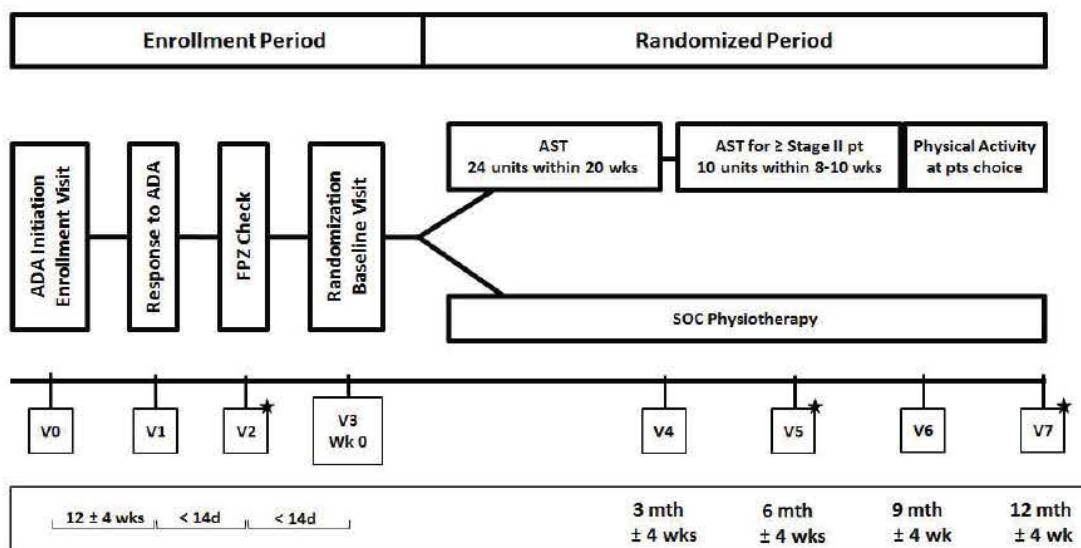 Enrollment Period
Randomized Period
ADA Initiation
Enrollment Visit
Response to ADA
FPZ Check
Randomization
Baseline Visit
AST
24 units within 20 wks
AST for ≥ Stage II pt
10 units within 8-10 wks
Physical Activity
at pts choice
SOC Physiotherapy
V0
V1
V2
V3
Wk 0
V4
V5
V6
V7
12 ± 4 wks
< 14d
< 14d
3 mth
± 4 wks
6 mth
± 4 wks
9 mth
± 4 wk
12 mth
± 4 wk